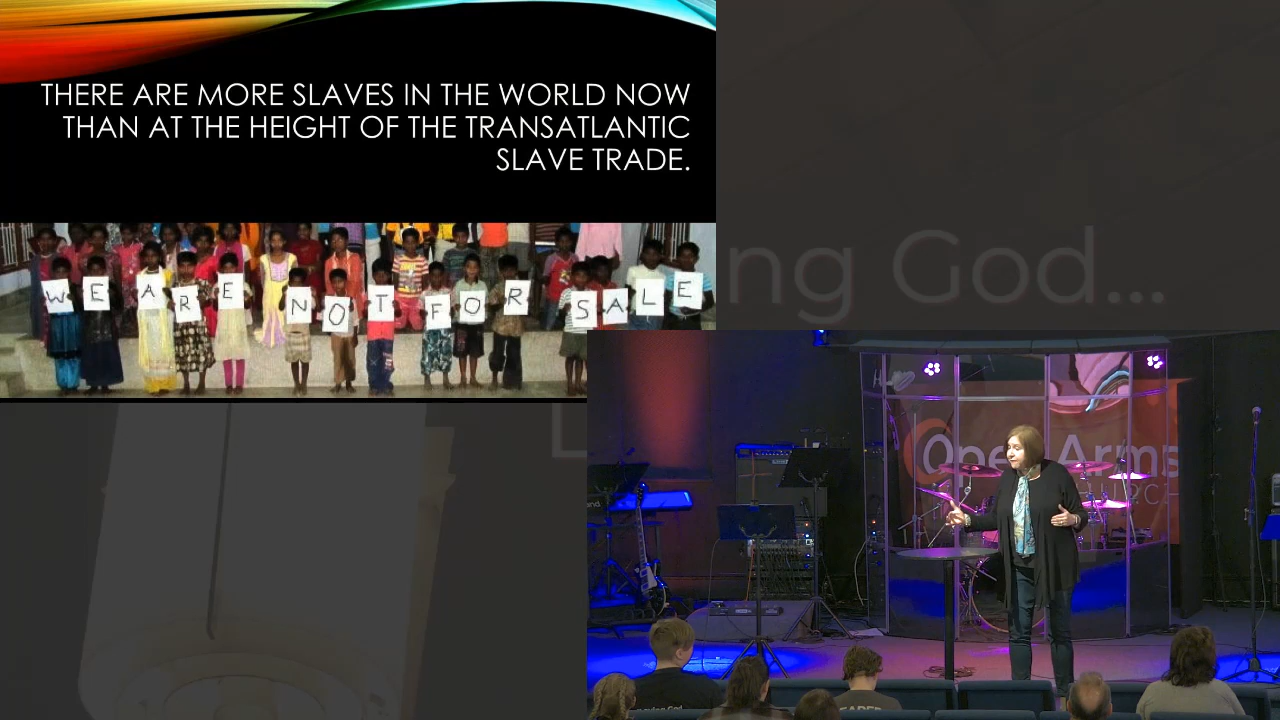 THERE ARE MORE SLAVES IN THE WORLD NOW
THAN AT THE HEIGHT OF THE TRANSATLANTIC
SLAVE TRADE.
WE ARE NOT FOR SALE
ng God...
Open Arms
CHURCH